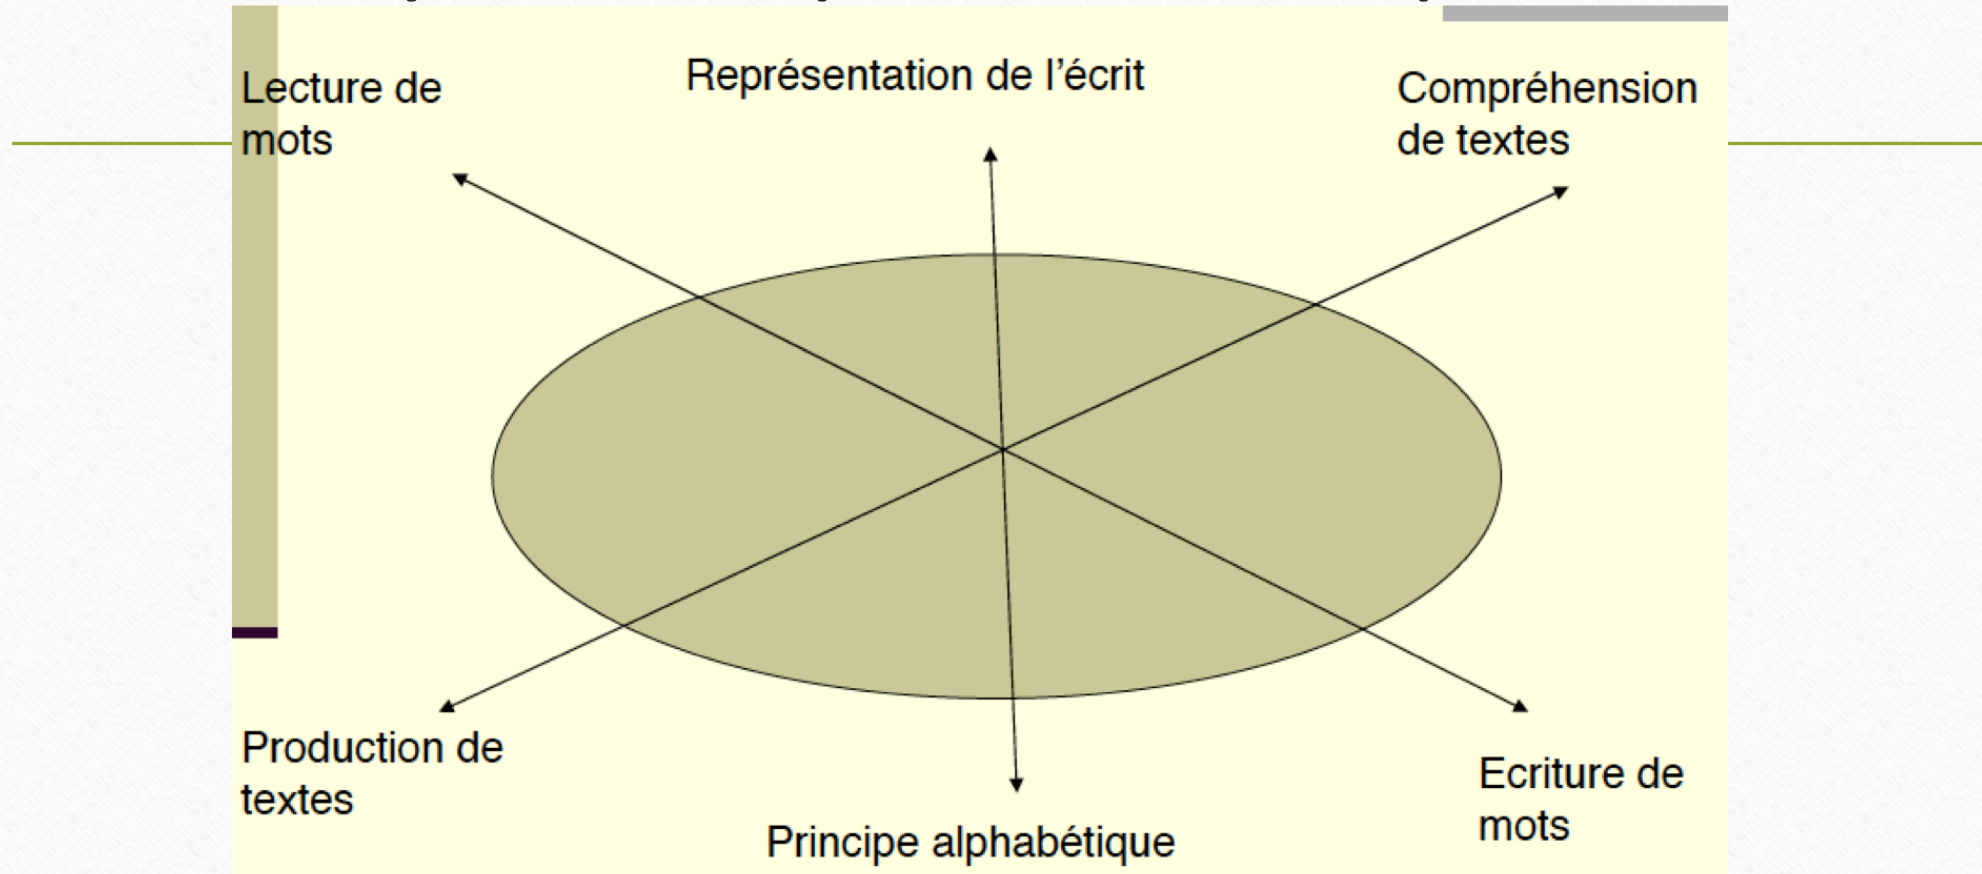 Lecture de
mots
Représentation de l'écrit
Compréhension
de textes
Production de
textes
Principe alphabétique
Ecriture de
mots